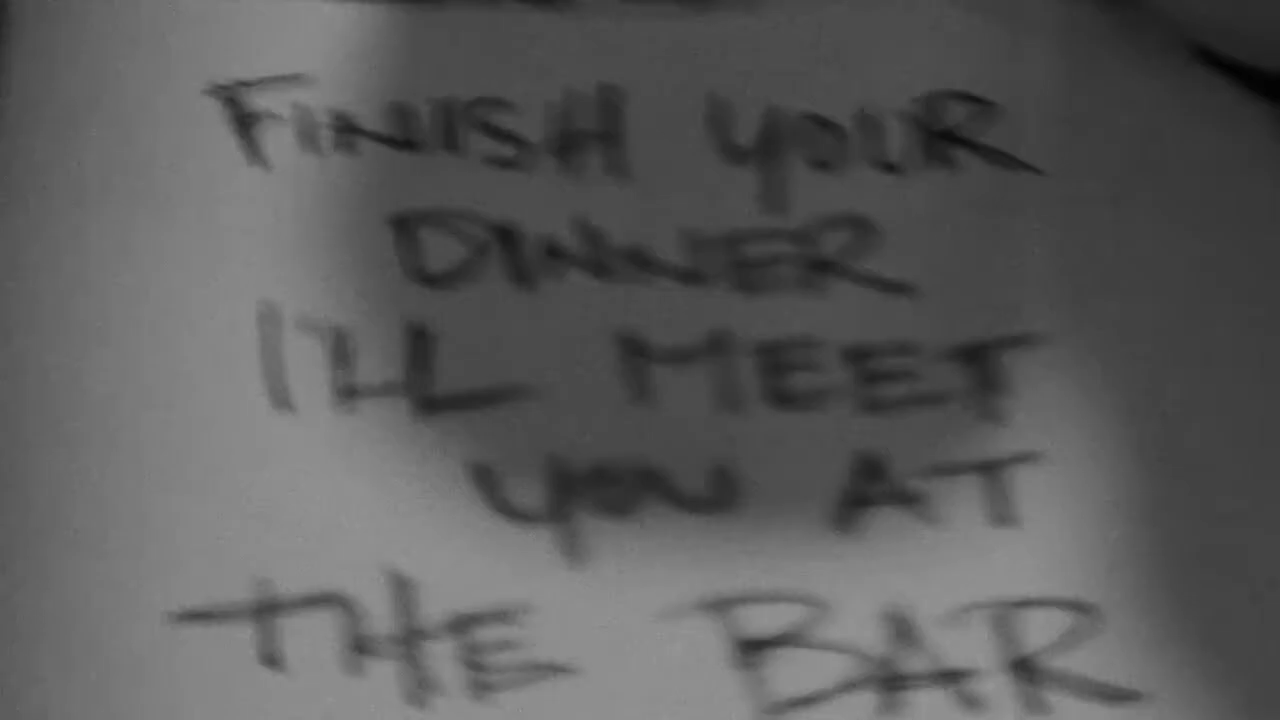 FINISH YOUR
DINNER
I'LL MEET
YOU AT
THE BAR